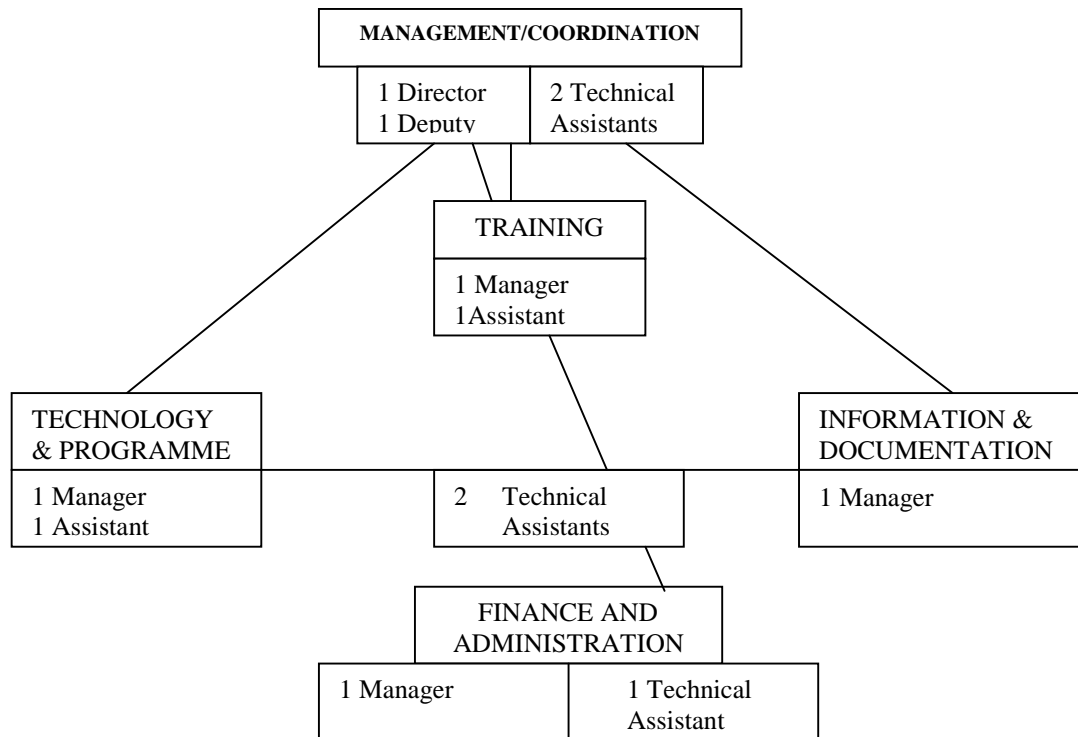 MANAGEMENT/COORDINATION
1 Director
1 Deputy
2 Technical
Assistants
TRAINING
1 Manager
1Assistant
TECHNOLOGY
& PROGRAMME
1 Manager
1 Assistant
2 Technical
Assistants
INFORMATION &
DOCUMENTATION
1 Manager
FINANCE AND
ADMINISTRATION
1 Manager
1 Technical
Assistant